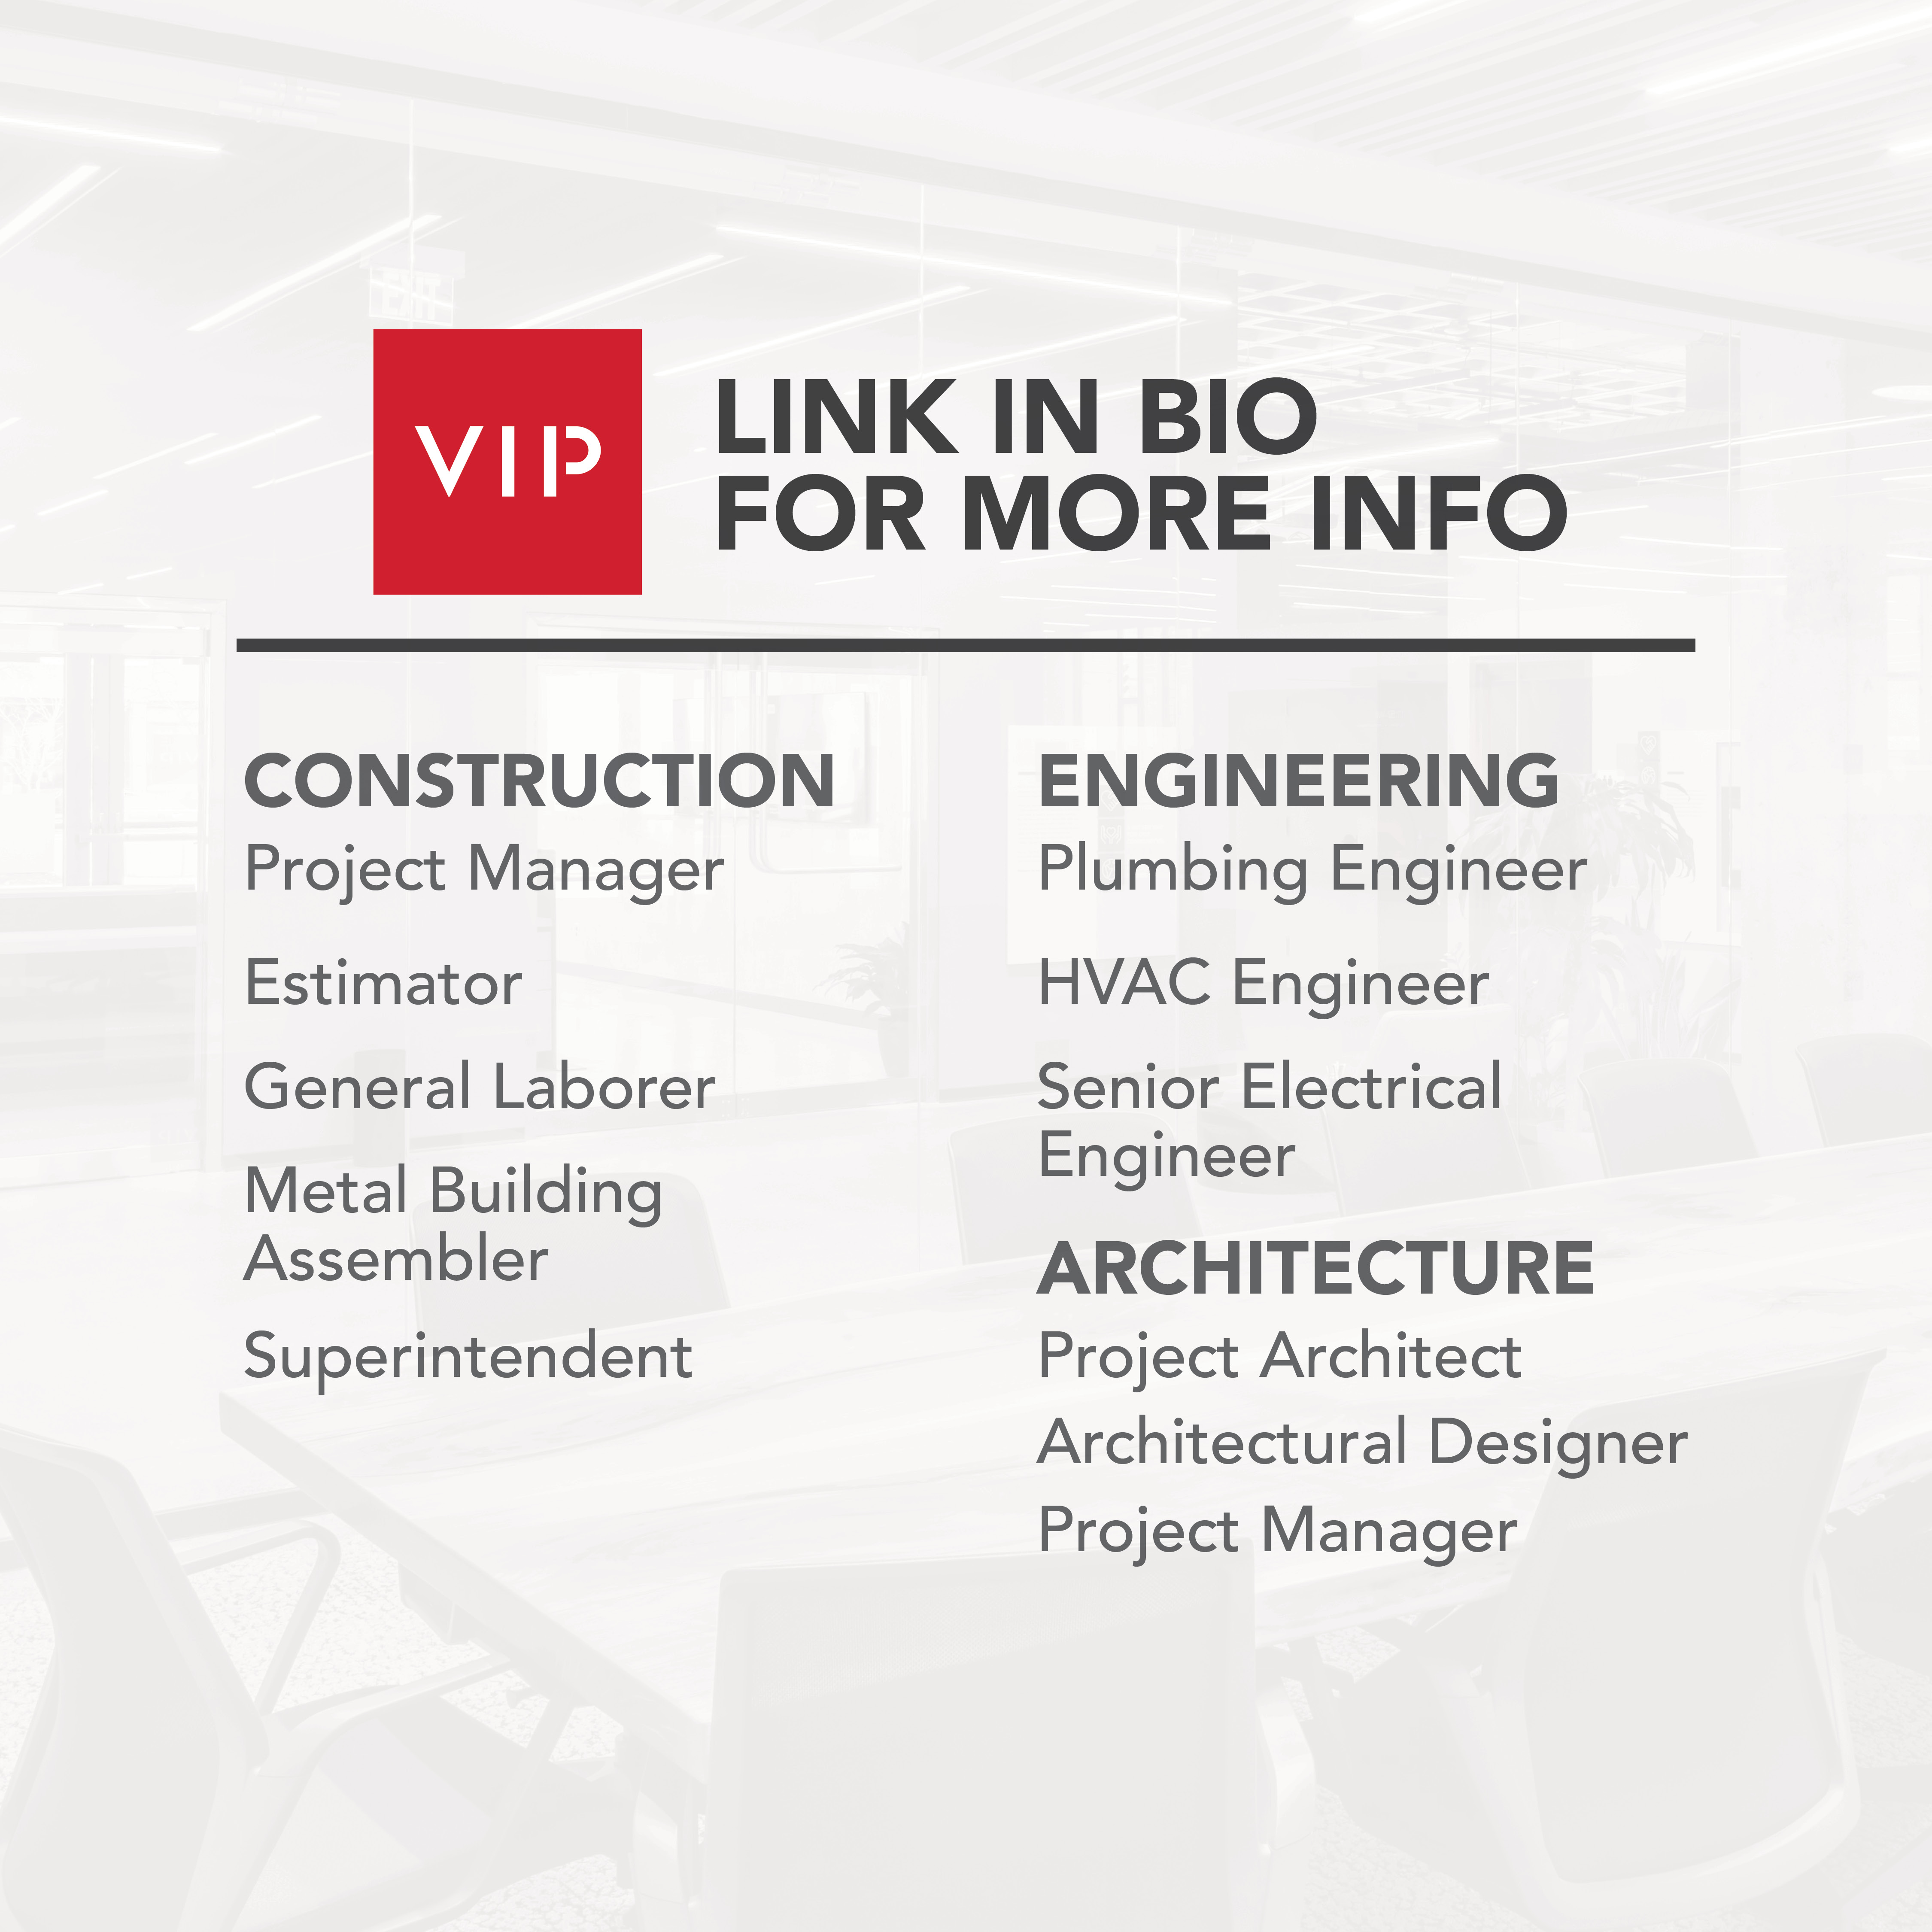 VIP
LINK IN BIO
FOR MORE INFO
CONSTRUCTION
Project Manager
Estimator
General Laborer
Metal Building
Assembler
Superintendent
ENGINEERING
Plumbing Engineer
HVAC Engineer
Senior Electrical
Engineer
ARCHITECTURE
Project Architect
Architectural Designer
Project Manager
EXIT